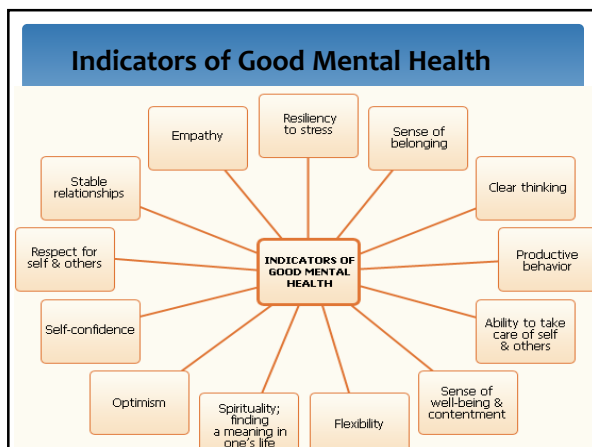 Indicators of Good Mental Health
Resiliency
to stress
Sense of
belonging
Clear thinking
Productive
behavior
Ability to take
care of self
& others
Sense of
well-being &
contentment
Flexibility
Spirituality;
finding
a meaning in
one's life
Optimism
Self-confidence
Respect for
self & others
Stable
relationships
Empathy
INDICATORS OF
GOOD MENTAL
HEALTH